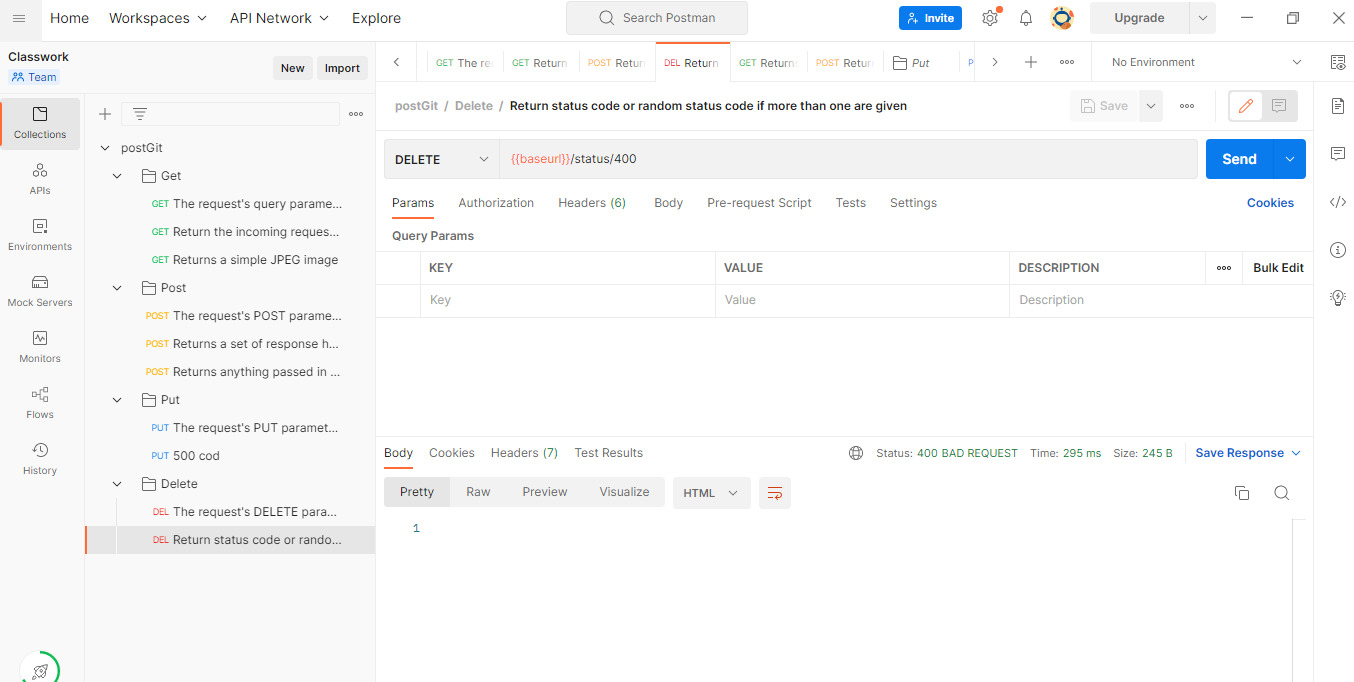 Home Workspaces API Network Explore Search Postman Invite Upgrade
Classwork
Team
New Import
GET The re GET Return POST Return DEL Return GET Return POST Retur Put P No Environment
postGit / Delete / Return status code or random status code if more than one are given Save
Collections
APIs
Environments
Mock Servers
Monitors
Flows
History
postGit
Get
GET The request's query parame...
GET Return the incoming reques...
GET Returns a simple JPEG image
Post
POST The request's POST parame...
POST Returns a set of response h...
POST Returns anything passed in ...
Put
PUT The request's PUT paramet...
PUT 500 cod
Delete
DEL The request's DELETE para...
DEL Return status code or rando...
DELETE {{baseurl}}/status/400 Send
Params Authorization Headers (6) Body Pre-request Script Tests Settings Cookies
Query Params
KEY VALUE DESCRIPTION Bulk Edit
Key Value Description
Body Cookies Headers (7) Test Results Status: 400 BAD REQUEST Time: 295 ms Size: 245 B Save Response
Pretty Raw Preview Visualize HTML
1